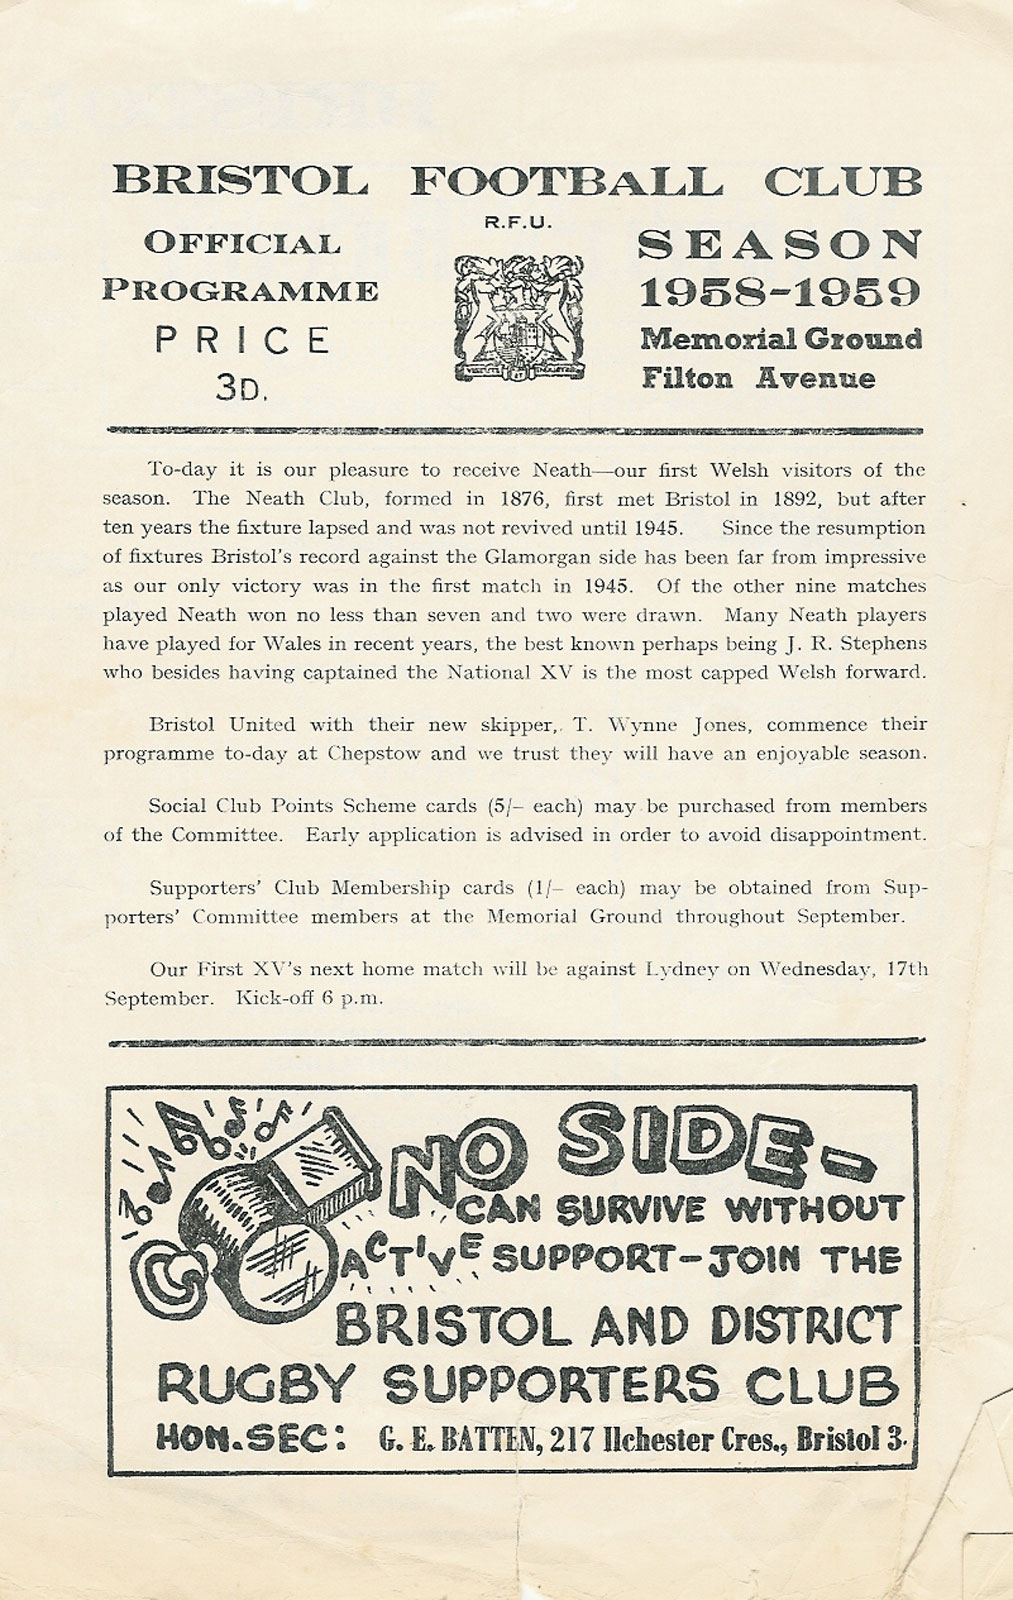 BRISTOL FOOTBALL CLUB
R.F.U.
OFFICIAL
PROGRAMME
PRICE
3D.
SEASON
1958-1959
Memorial Ground
Filton Avenue
To-day it is our pleasure to receive Neath—our first Welsh visitors of the
season. The Neath Club, formed in 1876, first met Bristol in 1892, but after
ten years the fixture lapsed and was not revived until 1945. Since the resumption
of fixtures Bristol's record against the Glamorgan side has been far from impressive
as our only victory was in the first match in 1945. Of the other nine matches
played Neath won no less than seven and two were drawn. Many Neath players
have played for Wales in recent years, the best known perhaps being J. R. Stephens
who besides having captained the National XV is the most capped Welsh forward.
Bristol United with their new skipper, T. Wynne Jones, commence their
programme to-day at Chepstow and we trust they will have an enjoyable season.
Social Club Points Scheme cards (5/– each) may be purchased from members
of the Committee. Early application is advised in order to avoid disappointment.
Supporters' Club Membership cards (1/– each) may be obtained from Sup-
porters' Committee members at the Memorial Ground throughout September.
Our First XV's next home match will be against Lydney on Wednesday, 17th
September. Kick-off 6 p.m.
NO SIDE-
CAN SURVIVE WITHOUT
ACTIVE SUPPORT-JOIN THE
BRISTOL AND DISTRICT
RUGBY SUPPORTERS CLUB
HON. SEC: G. E. BATTEN, 217 Ilchester Cres., Bristol 3.